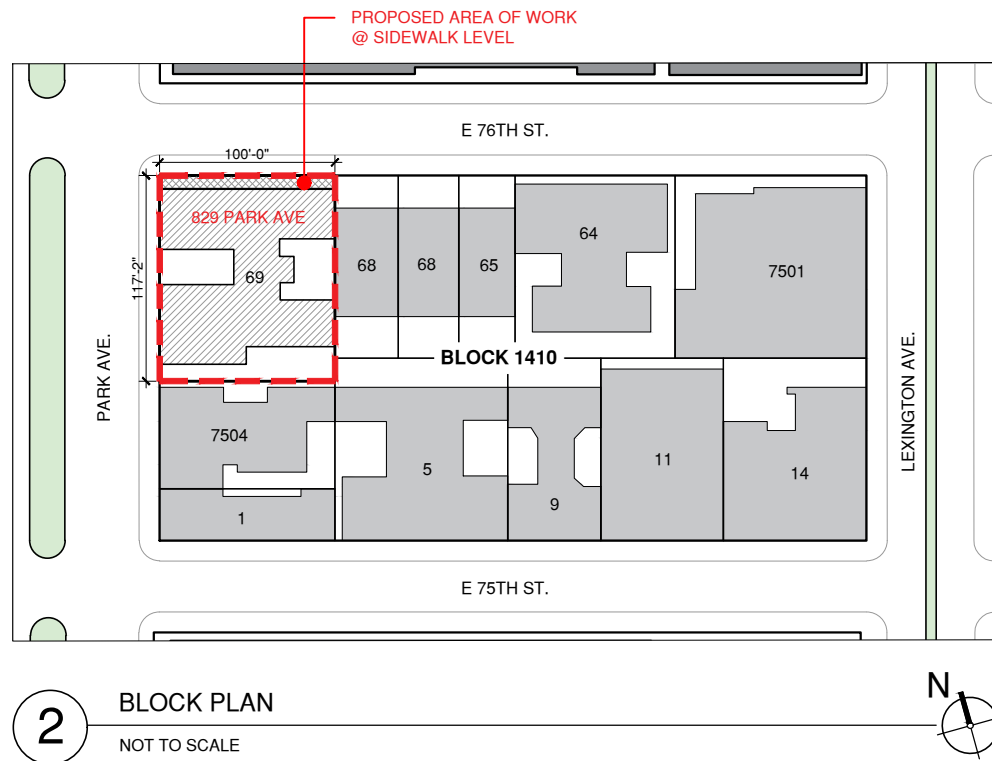 PROPOSED AREA OF WORK
@ SIDEWALK LEVEL
E 76TH ST.
100'-0"
829 PARK AVE
117'-2"
69
68
68
65
64
7501
PARK AVE.
BLOCK 1410
LEXINGTON AVE.
7504
5
9
11
14
1
E 75TH ST.
2
BLOCK PLAN
NOT TO SCALE
N